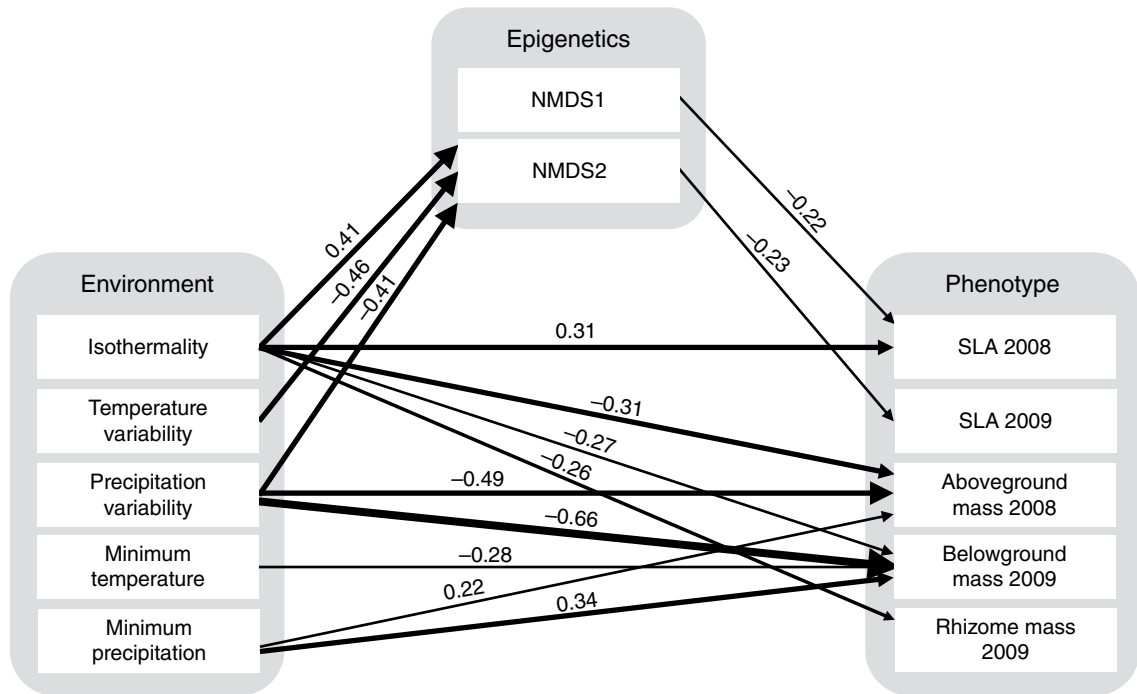 Epigenetics
NMDS1
NMDS2
−0.22
−0.23
0.41
−0.46
−0.41
Environment
Isothermality
Temperature
variability
Precipitation
variability
Minimum
temperature
Minimum
precipitation
0.31
−0.31
−0.27
−0.26
−0.49
−0.66
−0.28
0.22
0.34
Phenotype
SLA 2008
SLA 2009
Aboveground
mass 2008
Belowground
mass 2009
Rhizome mass
2009